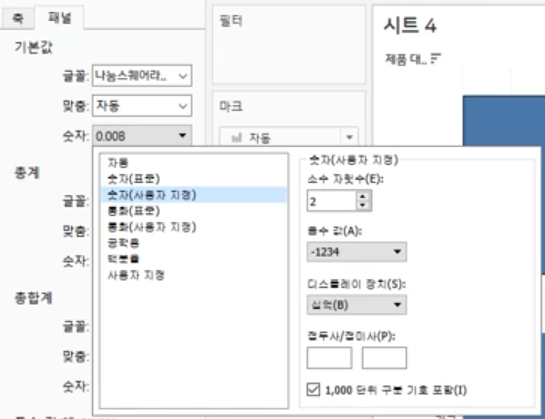 축
패널
필터
시트 4
기본값
제품 대..
글꼴: 나눔스퀘어라..
맞춤: 자동
마크
숫자: 0.00B
자동
총계
글꼴:
맞춤:
숫자:
총합계
글꼴:
맞춤:
숫자:
자동
숫자(표준)
숫자(사용자 지정)
통화(표준)
통화(사용자 지정)
공학용
백분율
사용자 지정
숫자(사용자 지정)
소수 자릿수(E):
2
음수 값(A):
-1234
디스플레이 장치(S):
십억(B)
접두사/접미사(P):
1,000 단위 구분 기호 포함(I)